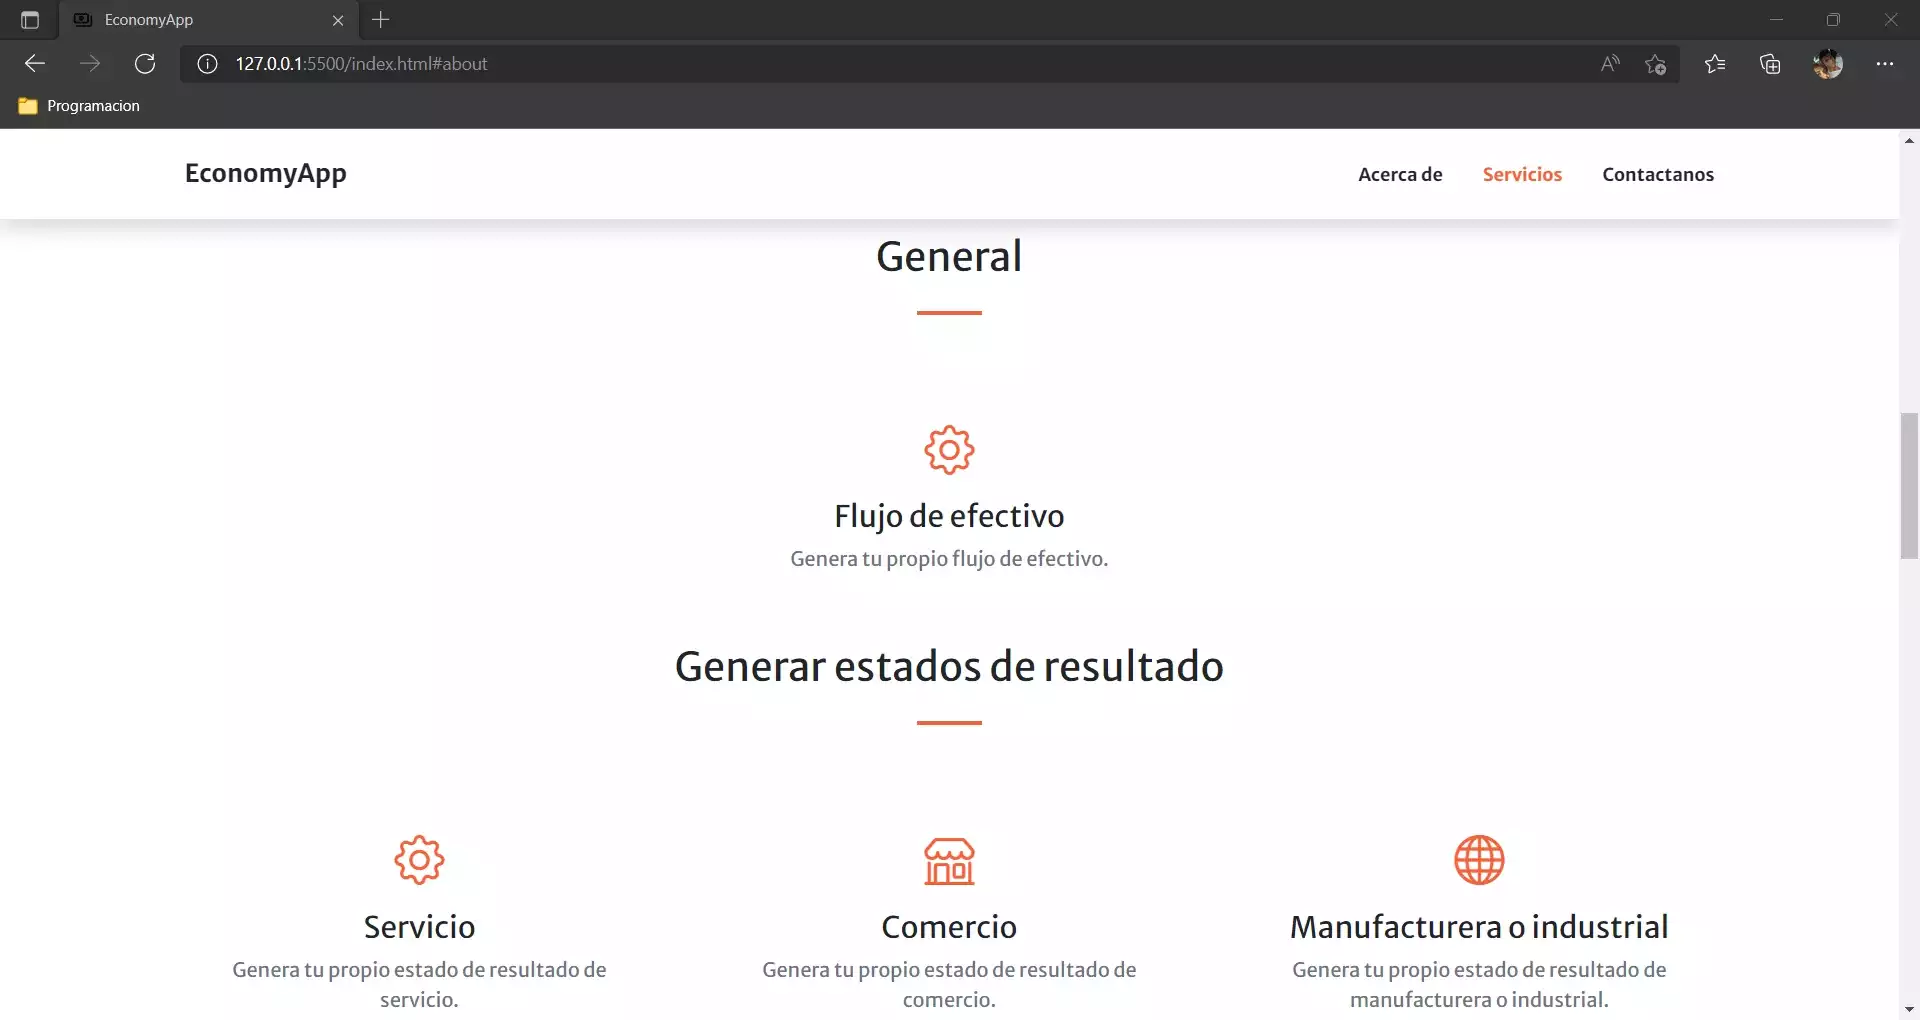 EconomyApp
127.0.0.1:5500/index.html#about
Programacion
EconomyApp
Acerca de
Servicios
Contactanos
General
Flujo de efectivo
Genera tu propio flujo de efectivo.
Generar estados de resultado
Servicio
Genera tu propio estado de resultado de
servicio.
Comercio
Genera tu propio estado de resultado de
comercio.
Manufacturera o industrial
Genera tu propio estado de resultado de
manufacturera o industrial.